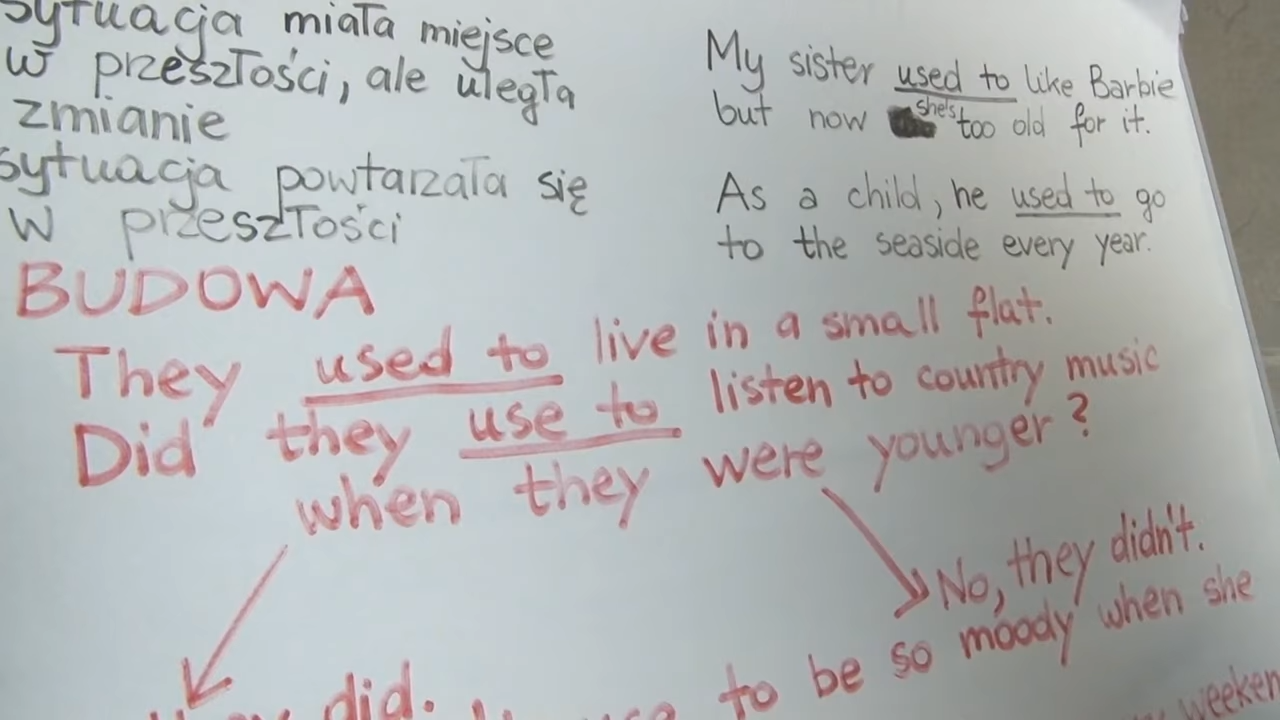 sytuacja miała miejsce
w przeszłości, ale uległa
zmianie
sytuacja powtarzała się
w przeszłości
My sister used to like Barbie
but now she's too old for it.
As a child, he used to go
to the seaside every year.
BUDOWA
They used to live in a small flat.
Did they use to listen to country music
when they were younger?
No, they didn't.
did. to be so moody when she